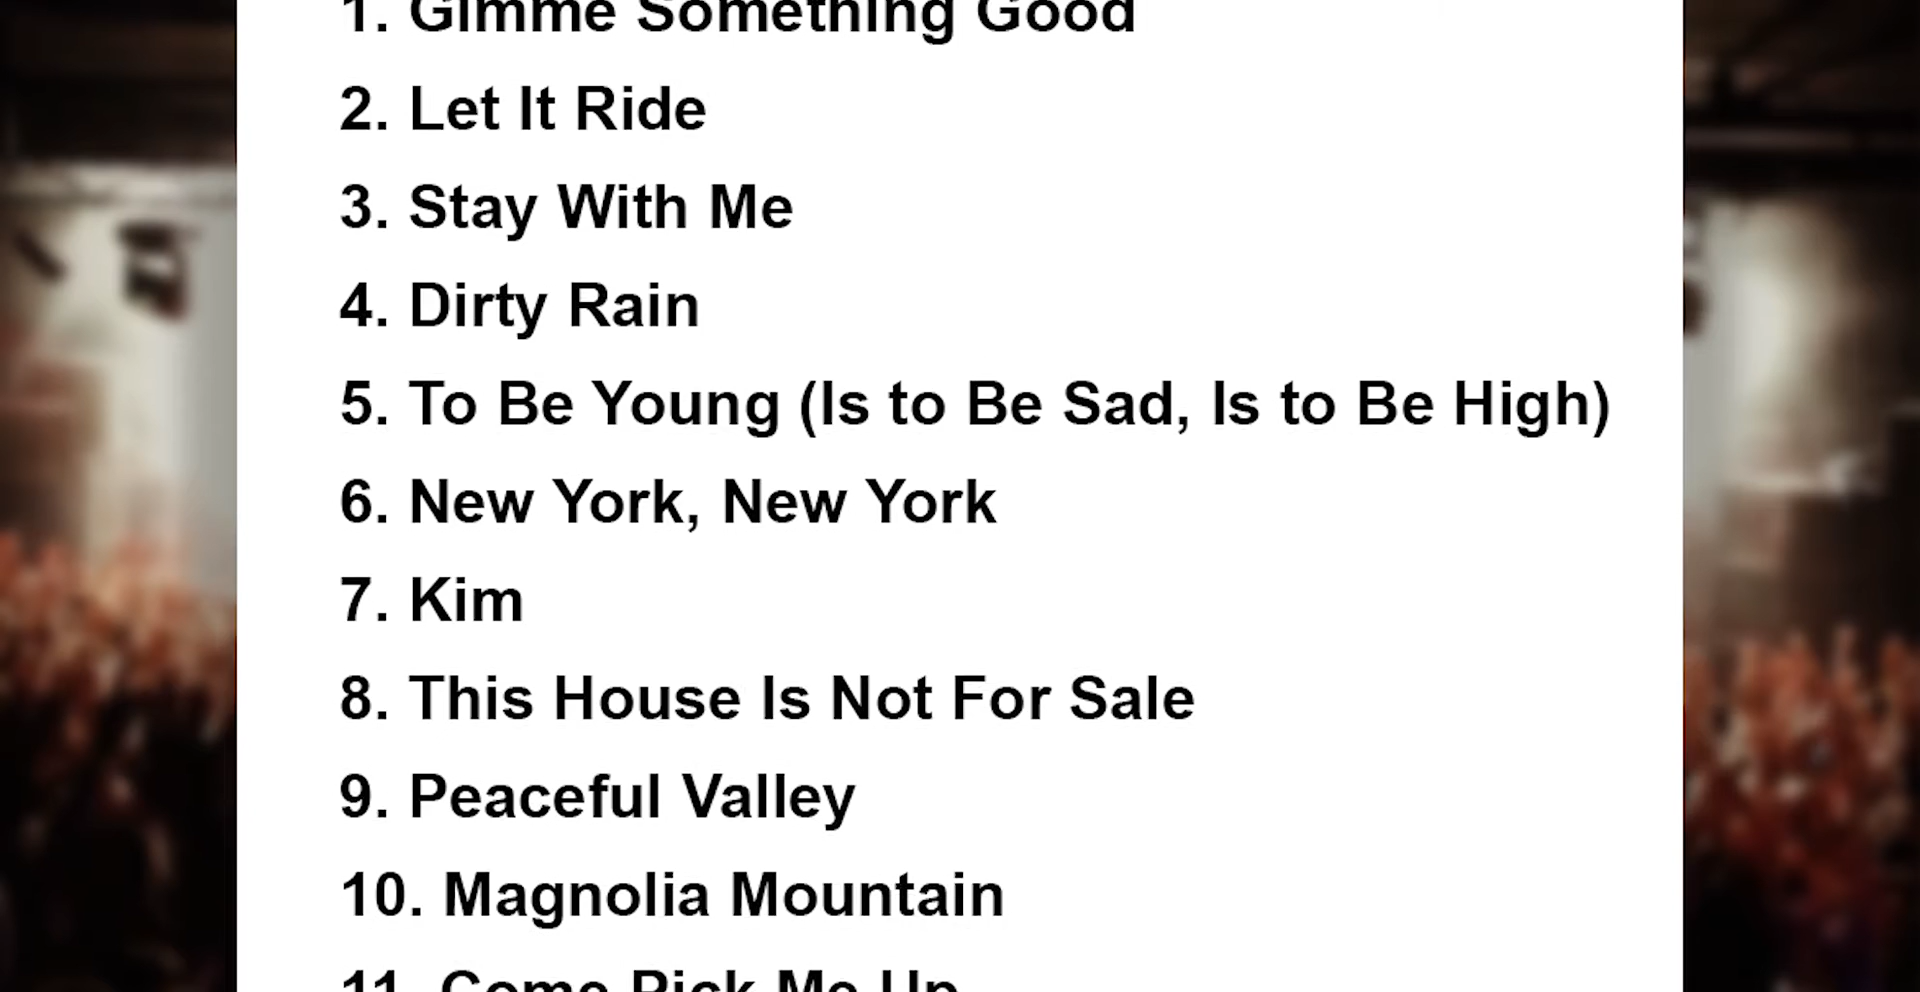 1. Gimme Something Good
2. Let It Ride
3. Stay With Me
4. Dirty Rain
5. To Be Young (Is to Be Sad, Is to Be High)
6. New York, New York
7. Kim
8. This House Is Not For Sale
9. Peaceful Valley
10. Magnolia Mountain
11. Come Pick Me Up